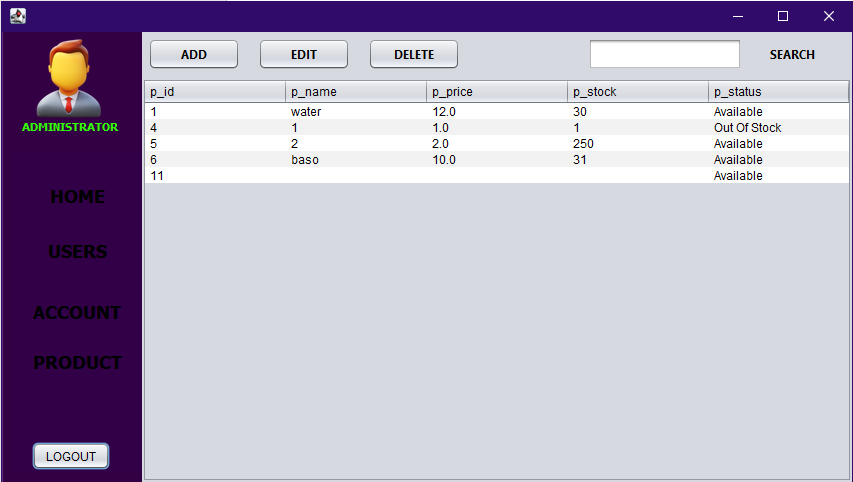 ADD EDIT DELETE SEARCH
ADMINISTRATOR
HOME
USERS
ACCOUNT
PRODUCT
LOGOUT
p_id p_name p_price p_stock p_status
1 water 12.0 30 Available
4 1 1.0 1 Out Of Stock
5 2 2.0 250 Available
6 baso 10.0 31 Available
11 Available